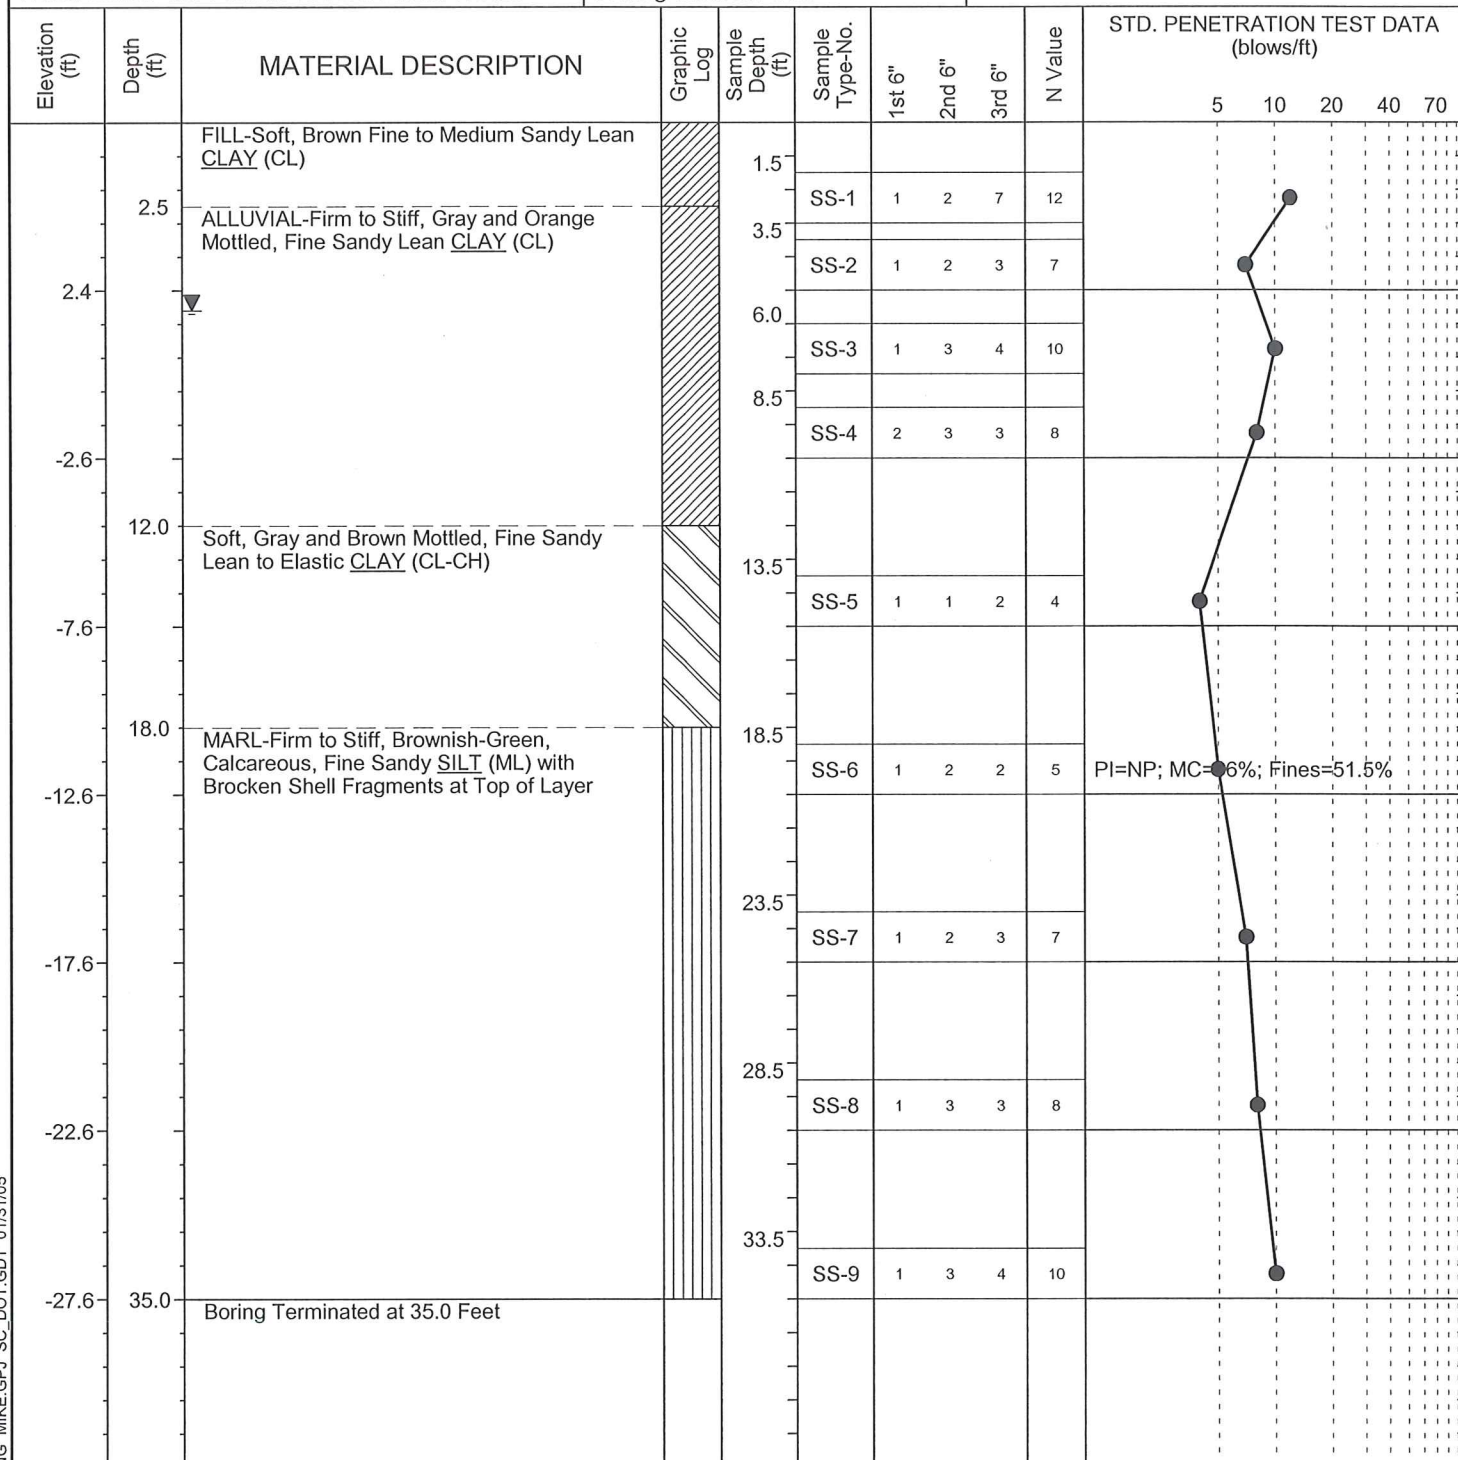 Elevation (ft)
Depth (ft)
MATERIAL DESCRIPTION
Graphic Log
Sample Depth (ft)
Sample Type-No.
1st 6"
2nd 6"
3rd 6"
N Value
STD. PENETRATION TEST DATA
(blows/ft)
5 10 20 40 70
FILL-Soft, Brown Fine to Medium Sandy Lean
CLAY (CL)
1.5
SS-1 1 2 7 12
2.5
ALLUVIAL-Firm to Stiff, Gray and Orange
Mottled, Fine Sandy Lean CLAY (CL)
3.5
SS-2 1 2 3 7
2.4
6.0
SS-3 1 3 4 10
8.5
SS-4 2 3 3 8
-2.6
12.0
Soft, Gray and Brown Mottled, Fine Sandy
Lean to Elastic CLAY (CL-CH)
13.5
SS-5 1 1 2 4
-7.6
18.0
MARL-Firm to Stiff, Brownish-Green,
Calcareous, Fine Sandy SILT (ML) with
Brocken Shell Fragments at Top of Layer
18.5
SS-6 1 2 2 5
PI=NP; Fines=51.5%
-12.6
23.5
SS-7 1 2 3 7
-17.6
28.5
SS-8 1 3 3 8
-22.6
33.5
SS-9 1 3 4 10
-27.6
35.0
Boring Terminated at 35.0 Feet
MIKE.GPJ SC_DOT.GDT